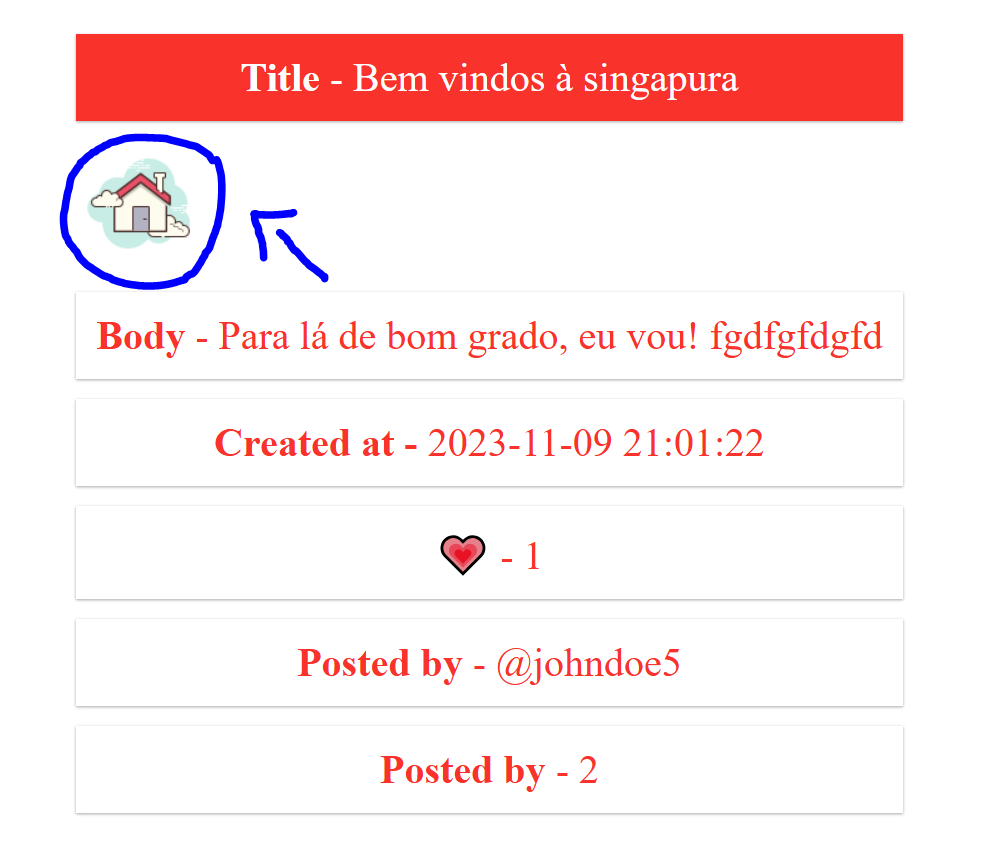 Title - Bem vindos à singapura
Body - Para lá de bom grado, eu vou! fgdfgfdgfd
Created at - 2023-11-09 21:01:22
- 1
Posted by - @johndoe5
Posted by - 2